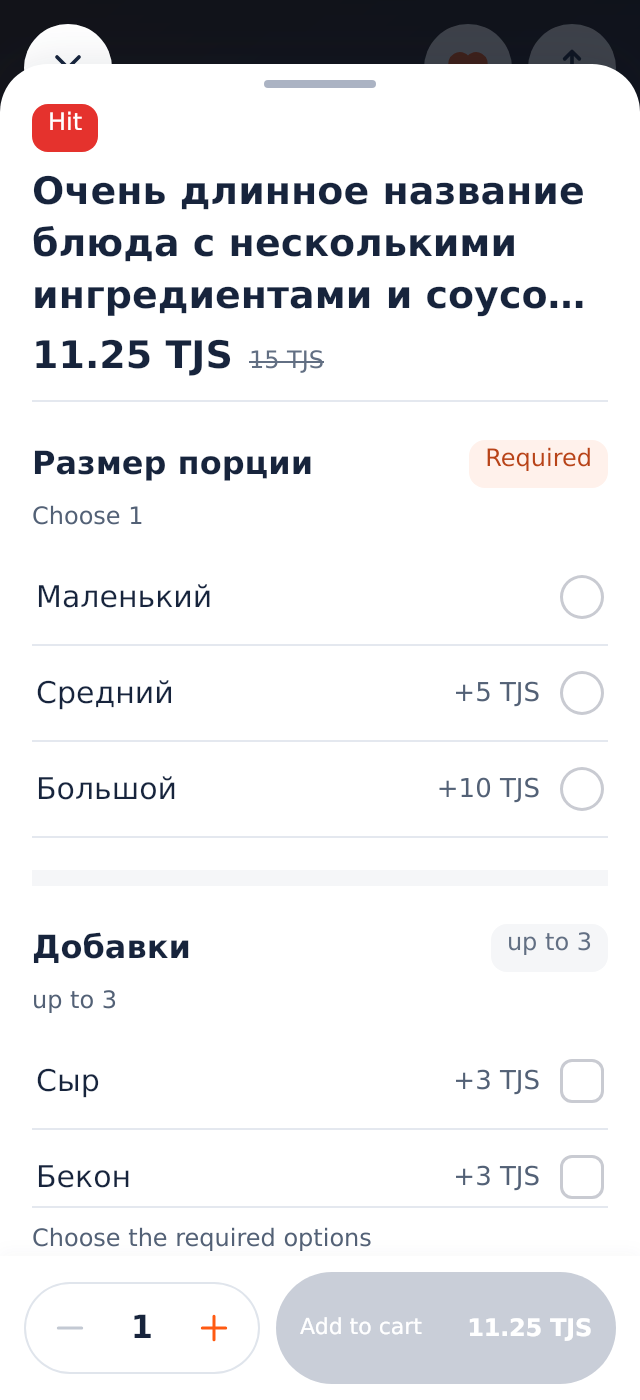 Hit
Очень длинное название
блюда с несколькими
ингредиентами и соусо…
11.25 TJS 15 TJS
Размер порции Required
Choose 1
Маленький
Средний +5 TJS
Большой +10 TJS
Добавки up to 3
up to 3
Сыр +3 TJS
Бекон +3 TJS
Choose the required options
1 Add to cart 11.25 TJS